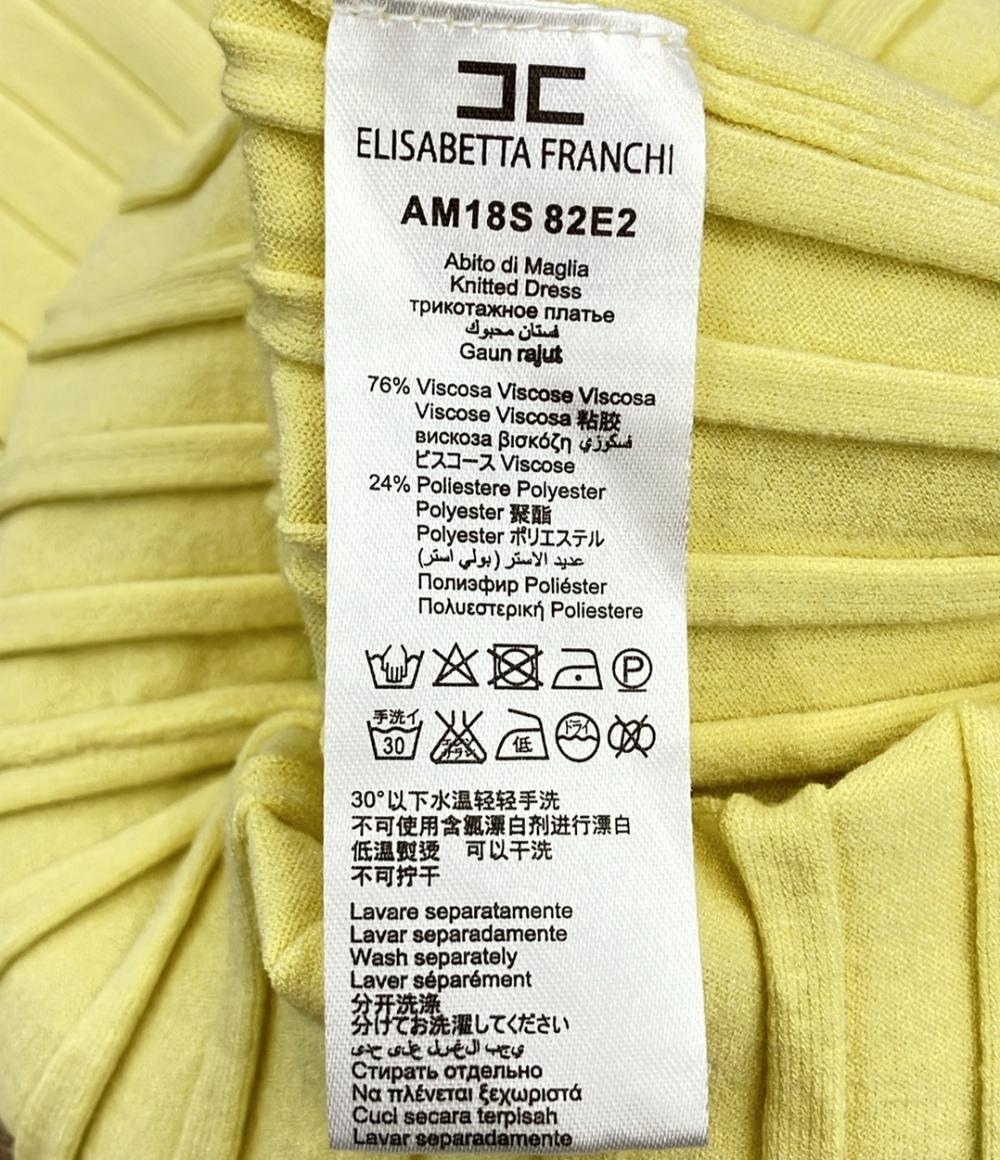 ELISABETTA FRANCHI
AM18S 82E2
Abito di Maglia
Knitted Dress
трикотажное платье
فستان محبوك
Gaun rajut
76% Viscosa Viscose Viscosa
Viscose Viscosa 粘胶
вискоза βισκόζη فسكوزي
ビスコース Viscose
24% Poliestere Polyester
Polyester 聚酯
Polyester ポリエステル
عديد الاستر (بولي استر)
Полиэфир Poliéster
Πολυεστερική Poliestere
P
手洗イ
30
低
ドライ
30°以下水温轻轻手洗
不可使用含氯漂白剂进行漂白
低温熨烫 可以干洗
不可拧干
Lavare separatamente
Lavar separadamente
Wash separately
Laver séparément
分开洗涤
分けてお洗濯してください
Стирать отдельно
Να πλένεται ξεχωριστά
Cuci secara terpisah
Lavar separadamente